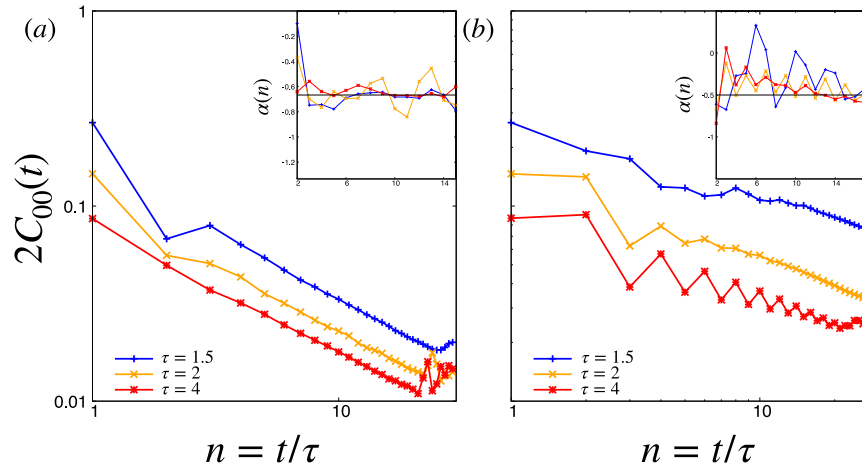 (a)
1
0.1
0.01
2C₀₀(t)
1
10
n = t/τ
τ = 1.5
τ = 2
τ = 4
α(n)
-0.2
-0.4
-0.6
-0.8
-1
-1.2
2
6
10
14
(b)
1
10
n = t/τ
τ = 1.5
τ = 2
τ = 4
α(n)
0
-0.5
-1
2
6
10
14